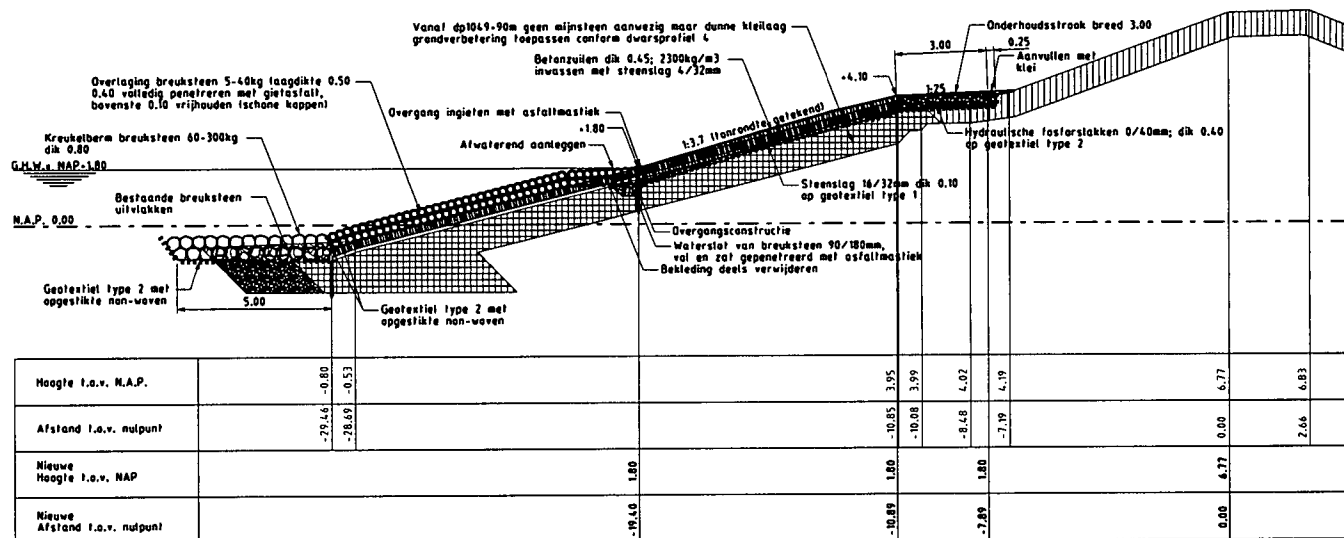 Vanaf dp1049+90m geen mijnsteen aanwezig maar dunne kleilaag
grondverbetering toepassen conform dwarsprofiel 4
Onderhoudsstrook breed 3.00
3.00
0.25
Betonzuilen dik 0.45; 2300kg/m3
inwassen met steenslag 4/32mm
Aanvullen met
klei
Overlaging breuksteen 5-40kg laagdikte 0.50
0.40 volledig penetreren met gietasfalt,
bovenste 0.10 vrijhouden (schone koppen)
+4.10
1:25
Overgang ingieten met asfaltmastiek
+1.80
1:3.7 (tonrondte getekend)
Kreukelberm breuksteen 60-300kg
dik 0.80
Afwaterend aanleggen
Hydraulische fosforslakken 0/40mm; dik 0.40
op geotextiel type 2
G.H.W.= NAP+1.80
Steenslag 16/32mm dik 0.10
op geotextiel type 1
Bestaande breuksteen
uitvlakken
N.A.P. 0.00
Overgangsconstructie
Waterslot van breuksteen 90/180mm,
vol en zat gepenetreerd met asfaltmastiek
Bekleding deels verwijderen
Geotextiel type 2 met
opgestikte non-woven
5.00
Geotextiel type 2 met
opgestikte non-woven
Hoogte t.o.v. N.A.P.
-0.80 -0.53 3.95 3.99 4.02 4.19 6.77 6.83
Afstand t.o.v. nulpunt
-29.46 -28.69 -10.85 -10.08 -8.48 -7.19 0.00 2.66
Nieuwe
Hoogte t.o.v. NAP
1.80 1.80 1.80 6.77
Nieuwe
Afstand t.o.v. nulpunt
-19.40 -10.89 -7.89 0.00